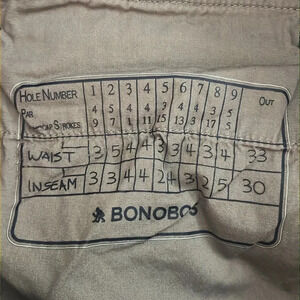 HOLE NUMBER 1 2 3 4 5 6 7 8 9 OUT
PAR 4 5 4 4 3 4 4 3 5
STROKES 9 7 1 11 15 13 3 17 5
WAIST 3 5 4 4 3 3 4 3 4 33
INSEAM 3 3 4 4 2 4 3 2 5 30
BONOBOS